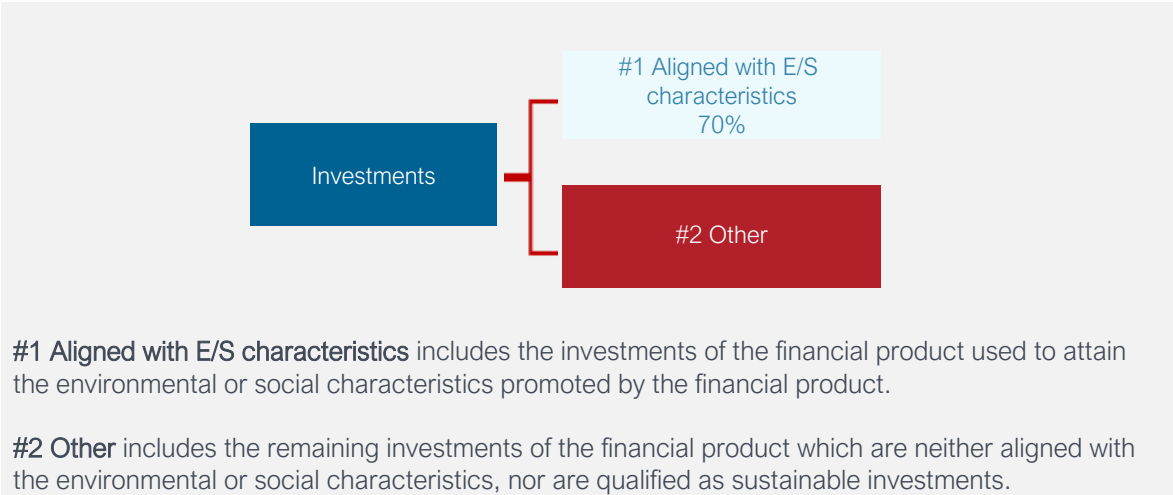 #1 Aligned with E/S
characteristics
70%
Investments
#2 Other
#1 Aligned with E/S characteristics includes the investments of the financial product used to attain
the environmental or social characteristics promoted by the financial product.
#2 Other includes the remaining investments of the financial product which are neither aligned with
the environmental or social characteristics, nor are qualified as sustainable investments.